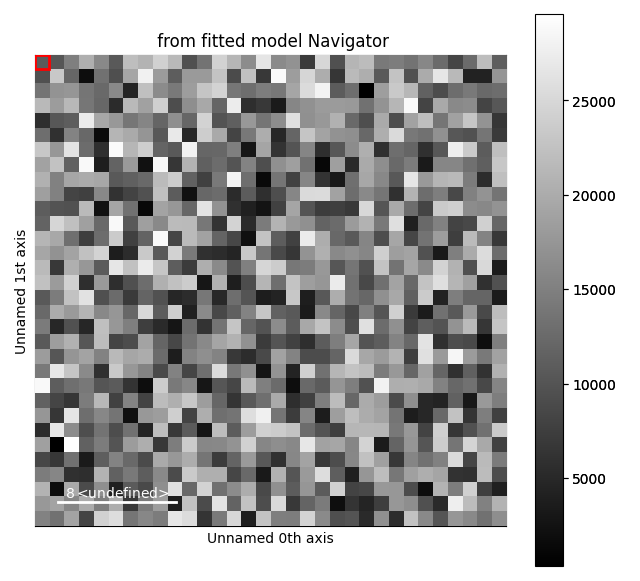 from fitted model Navigator
Unnamed 1st axis
8 <undefined>
Unnamed 0th axis
25000
20000
15000
10000
5000